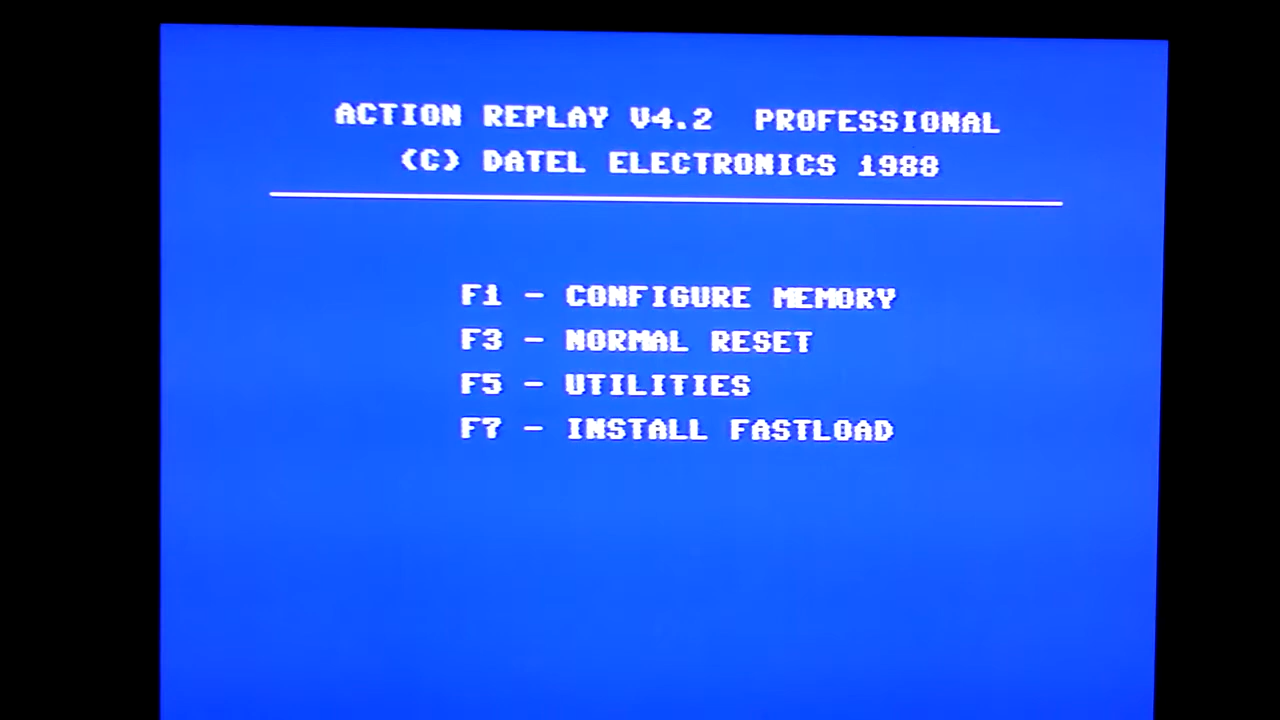 ACTION REPLAY V4.2 PROFESSIONAL
(C) DATEL ELECTRONICS 1988
F1 - CONFIGURE MEMORY
F3 - NORMAL RESET
F5 - UTILITIES
F7 - INSTALL FASTLOAD